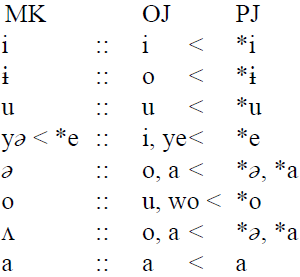 MK OJ PJ
i :: i < *i
ɨ :: o < *ɨ
u :: u < *u
yə < *e :: i, ye< *e
ə :: o, a < *ə, *a
o :: u, wo < *o
ʌ :: o, a < *ə, *a
a :: a < a